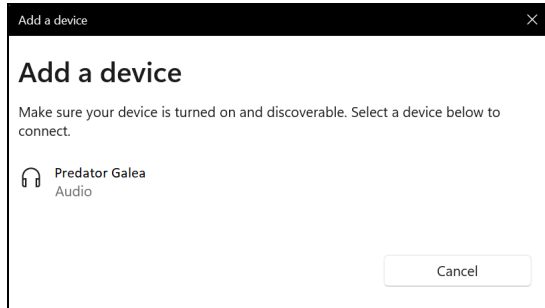 Add a device
Add a device
Make sure your device is turned on and discoverable. Select a device below to
connect.
Predator Galea
Audio
Cancel